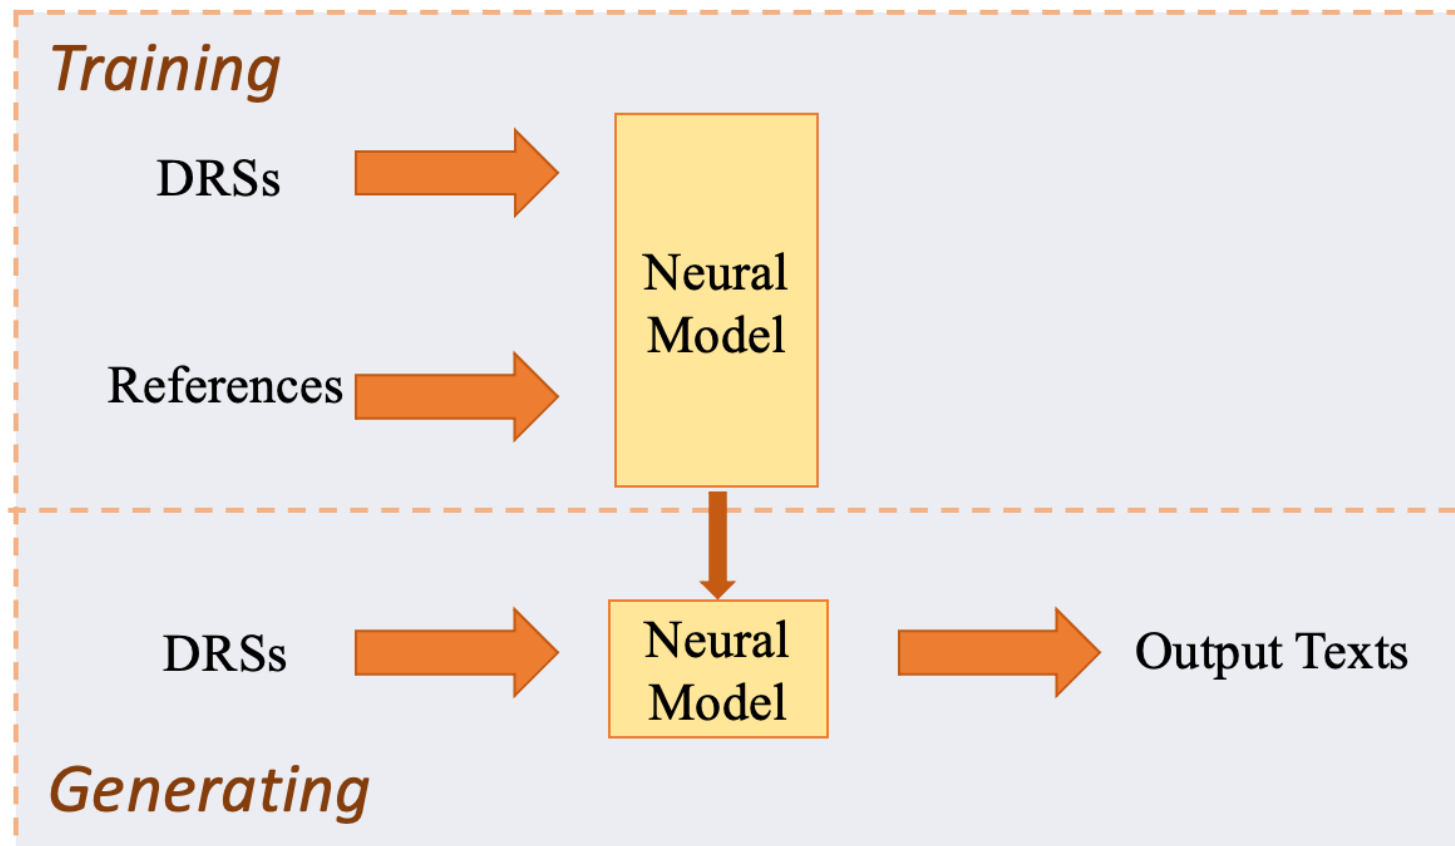 Training
DRSs
Neural
Model
References
DRSs
Neural
Model
Output Texts
Generating